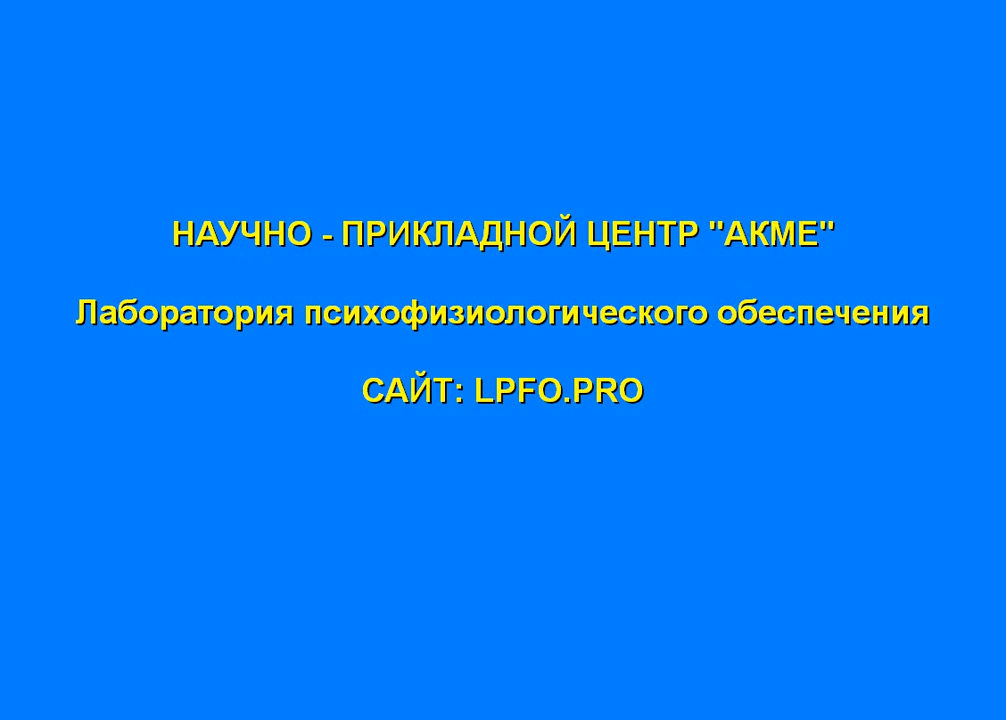 НАУЧНО - ПРИКЛАДНОЙ ЦЕНТР "АКМЕ"
Лаборатория психофизиологического обеспечения
САЙТ: LPFO.PRO